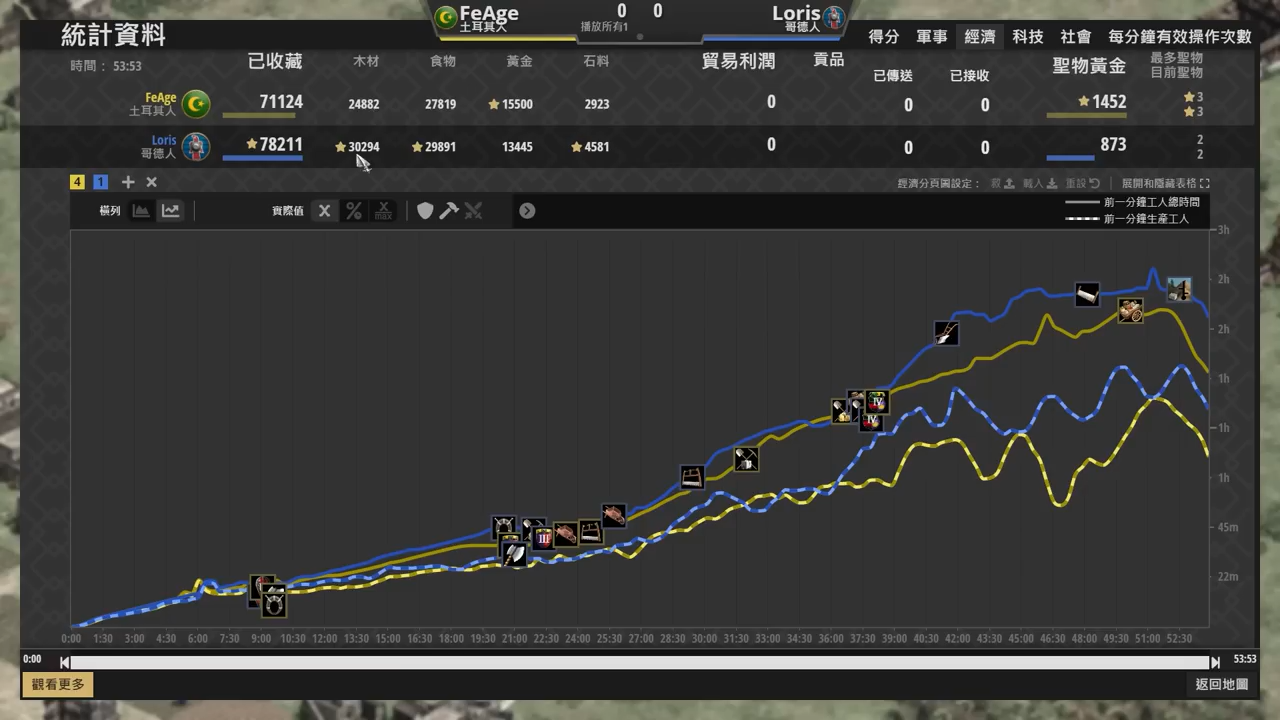 FeAge
土耳其人
0 0
播放所有1
Loris
哥德人
統計資料
得分 軍事 經濟 科技 社會 每分鐘有效操作次數
時間： 53:53
已收藏 木材 食物 黃金 石料 貿易利潤 貢品 已傳送 已接收 聖物黃金 最多聖物
目前聖物
FeAge
土耳其人
71124 24882 27819 15500 2923 0 0 0 1452 3
3
Loris
哥德人
78211 30294 29891 13445 4581 0 0 0 873 2
2
4 1
經濟分頁圖設定： 載入 重設 展開和隱藏表格
橫列 實際值 X % X max
前一分鐘工人總時間
前一分鐘生產工人
3h
2h
2h
1h
1h
1h
45m
22m
III
IV
IV
0:00 1:30 3:00 4:30 6:00 7:30 9:00 10:30 12:00 13:30 15:00 16:30 18:00 19:30 21:00 22:30 24:00 25:30 27:00 28:30 30:00 31:30 33:00 34:30 36:00 37:30 39:00 40:30 42:00 43:30 45:00 46:30 48:00 49:30 51:00 52:30
0:00 53:53
觀看更多 返回地圖